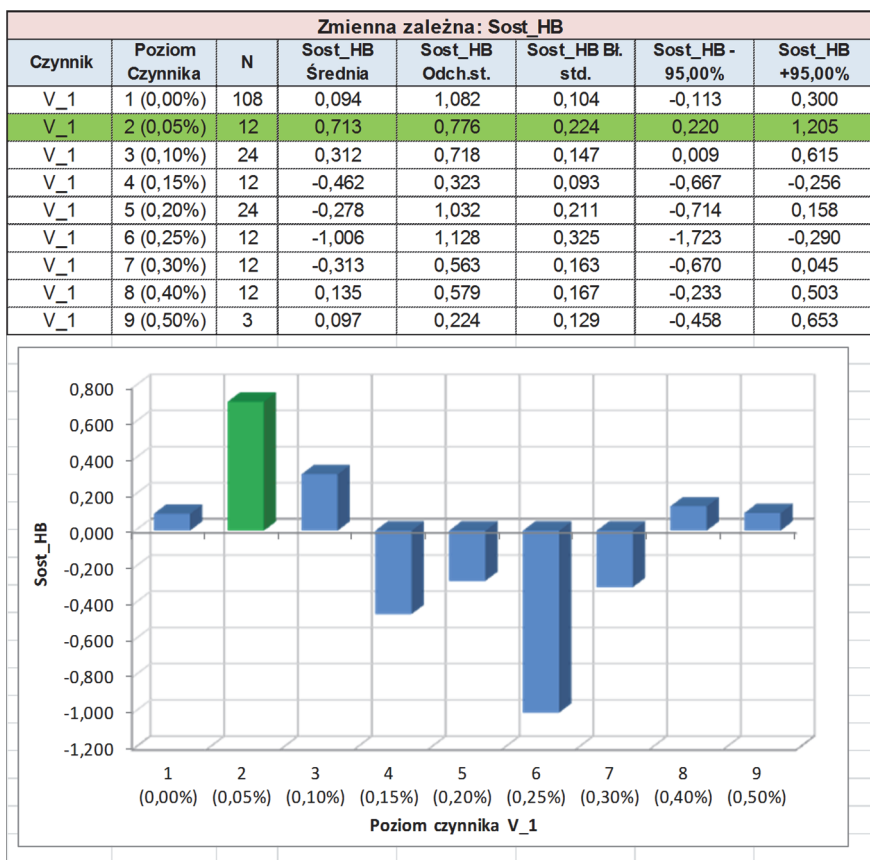 Zmienna zależna: Sost_HB
Czynnik Poziom Czynnika N Sost_HB Średnia Sost_HB Odch.st. Sost_HB Bł. std. Sost_HB - 95,00% Sost_HB +95,00%
V_1 1 (0,00%) 108 0,094 1,082 0,104 -0,113 0,300
V_1 2 (0,05%) 12 0,713 0,776 0,224 0,220 1,205
V_1 3 (0,10%) 24 0,312 0,718 0,147 0,009 0,615
V_1 4 (0,15%) 12 -0,462 0,323 0,093 -0,667 -0,256
V_1 5 (0,20%) 24 -0,278 1,032 0,211 -0,714 0,158
V_1 6 (0,25%) 12 -1,006 1,128 0,325 -1,723 -0,290
V_1 7 (0,30%) 12 -0,313 0,563 0,163 -0,670 0,045
V_1 8 (0,40%) 12 0,135 0,579 0,167 -0,233 0,503
V_1 9 (0,50%) 3 0,097 0,224 0,129 -0,458 0,653
0,800
0,600
0,400
0,200
0,000
-0,200
-0,400
-0,600
-0,800
-1,000
-1,200
Sost_HB
1 2 3 4 5 6 7 8 9
(0,00%) (0,05%) (0,10%) (0,15%) (0,20%) (0,25%) (0,30%) (0,40%) (0,50%)
Poziom czynnika V_1